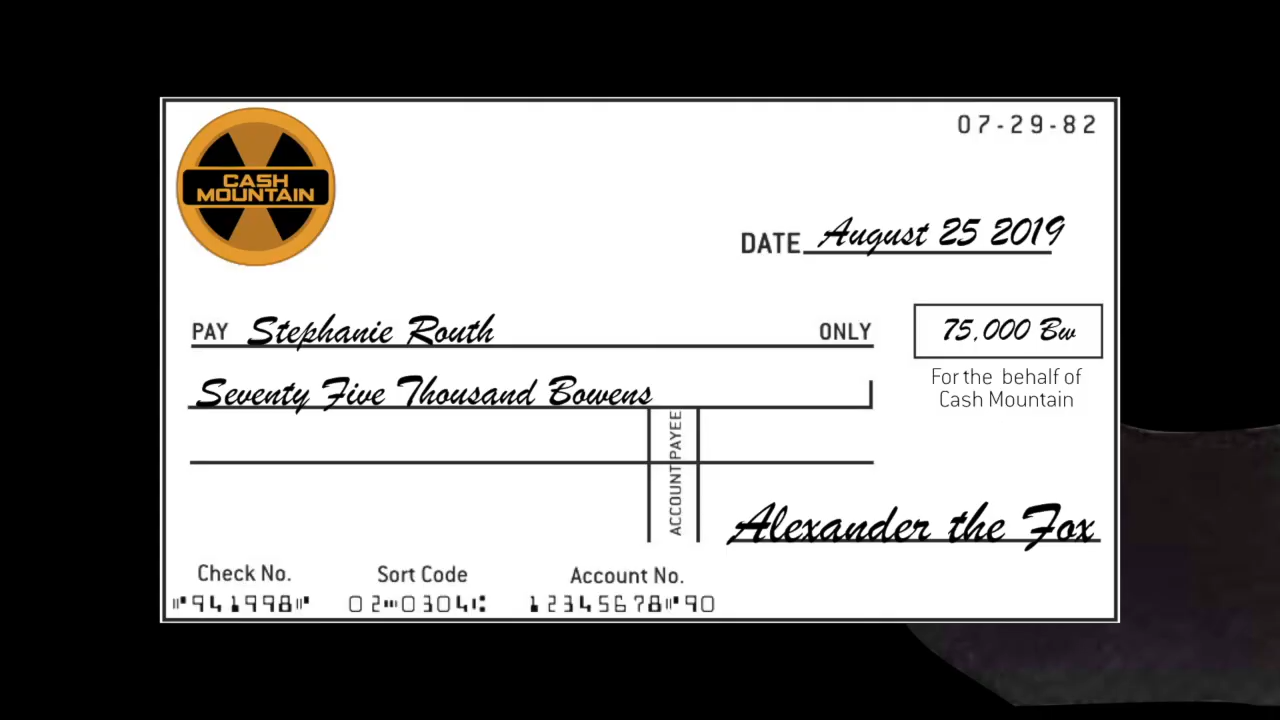 CASH
MOUNTAIN
07-29-82
DATE August 25 2019
PAY Stephanie Routh ONLY
75,000 Bw
For the behalf of
Cash Mountain
Seventy Five Thousand Bowens
ACCOUNT PAYEE
Alexander the Fox
Check No. Sort Code Account No.
⑈941998⑈ 02⑉0304⑆ 12345678⑈90